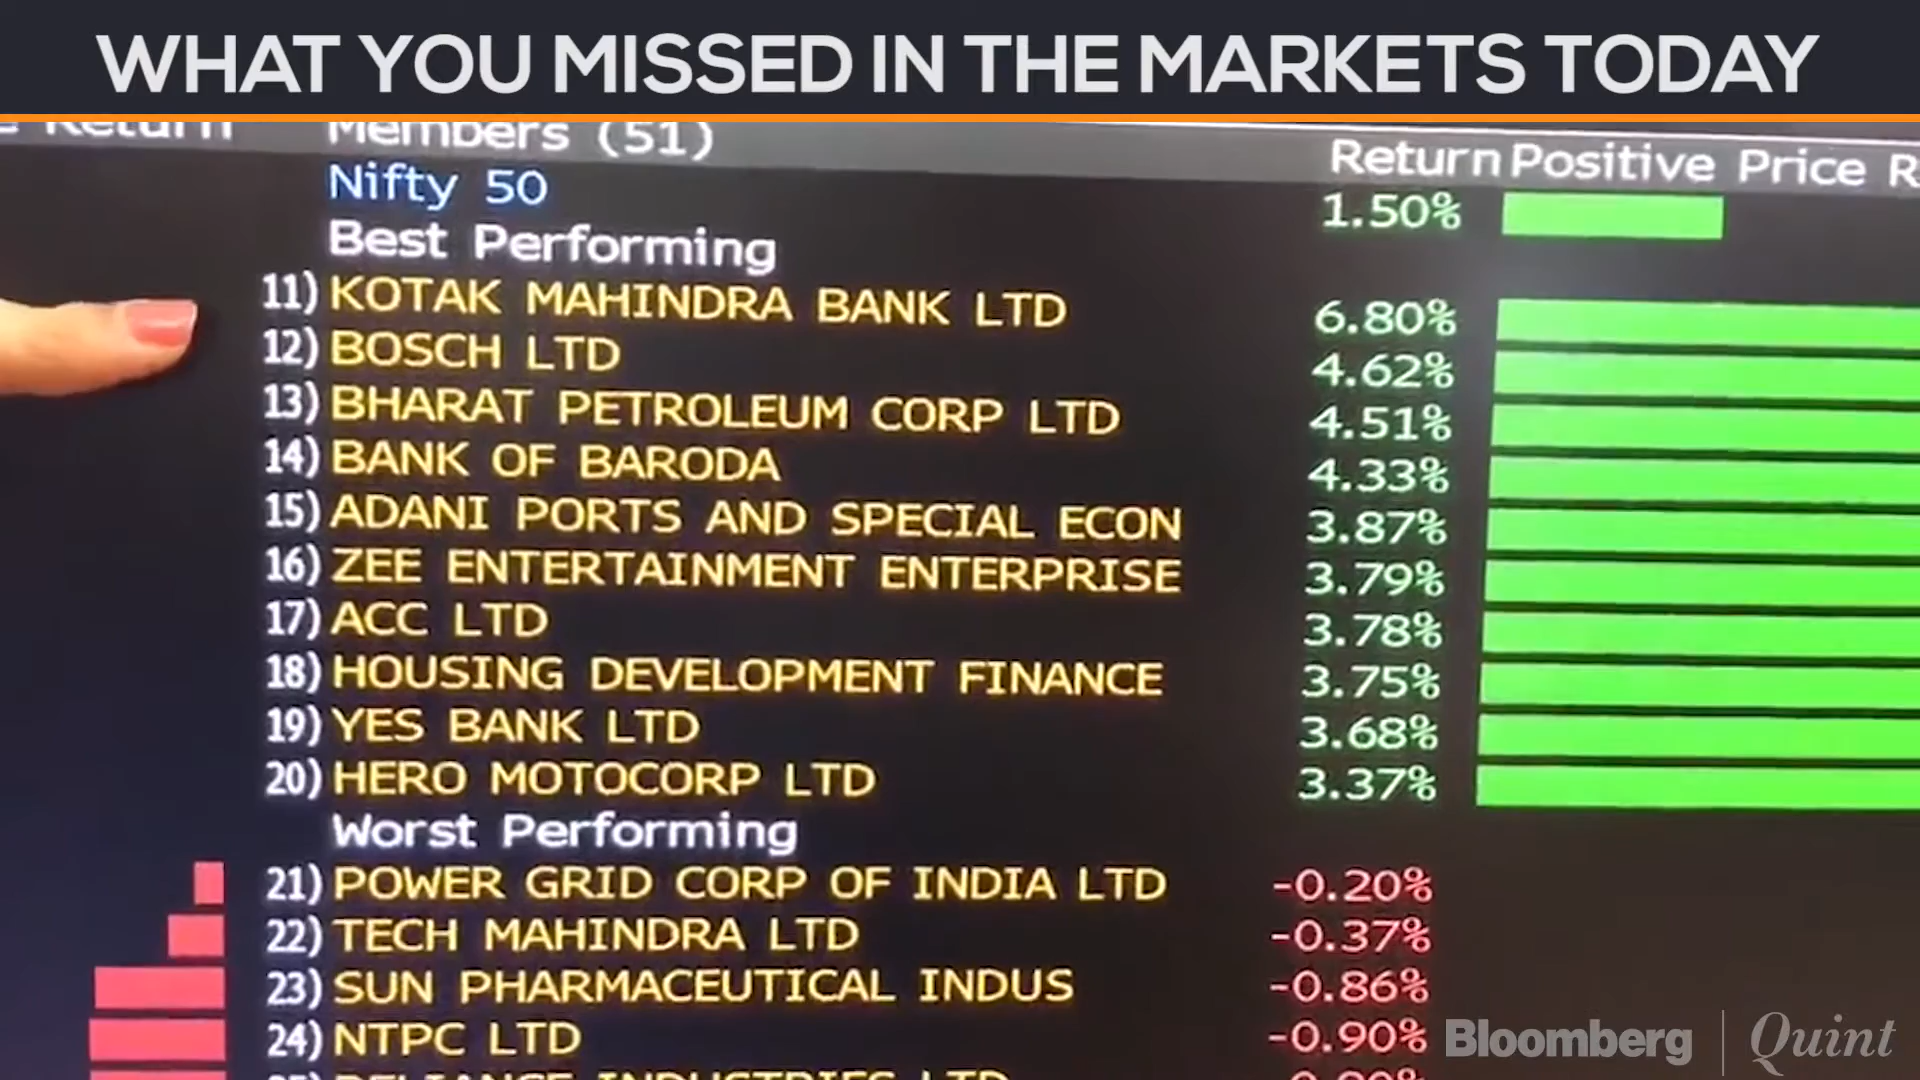 WHAT YOU MISSED IN THE MARKETS TODAY
Return Members (51) Return Positive Price R
Nifty 50 1.50%
Best Performing
11) KOTAK MAHINDRA BANK LTD 6.80%
12) BOSCH LTD 4.62%
13) BHARAT PETROLEUM CORP LTD 4.51%
14) BANK OF BARODA 4.33%
15) ADANI PORTS AND SPECIAL ECON 3.87%
16) ZEE ENTERTAINMENT ENTERPRISE 3.79%
17) ACC LTD 3.78%
18) HOUSING DEVELOPMENT FINANCE 3.75%
19) YES BANK LTD 3.68%
20) HERO MOTOCORP LTD 3.37%
Worst Performing
21) POWER GRID CORP OF INDIA LTD -0.20%
22) TECH MAHINDRA LTD -0.37%
23) SUN PHARMACEUTICAL INDUS -0.86%
24) NTPC LTD -0.90%
RELIANCE INDUSTRIES LTD
Bloomberg | Quint